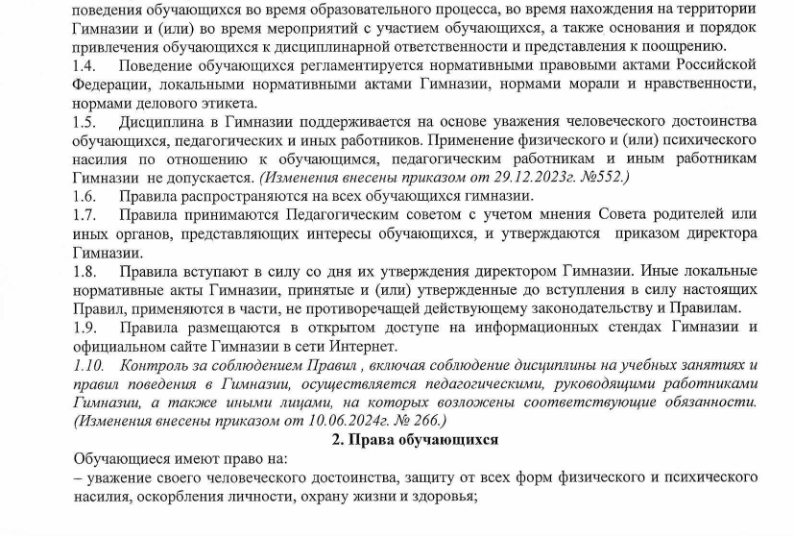 поведения обучающихся во время образовательного процесса, во время нахождения на территории
Гимназии и (или) во время мероприятий с участием обучающихся, а также основания и порядок
привлечения обучающихся к дисциплинарной ответственности и представления к поощрению.
1.4. Поведение обучающихся регламентируется нормативными правовыми актами Российской
Федерации, локальными нормативными актами Гимназии, нормами морали и нравственности,
нормами делового этикета.
1.5. Дисциплина в Гимназии поддерживается на основе уважения человеческого достоинства
обучающихся, педагогических и иных работников. Применение физического и (или) психического
насилия по отношению к обучающимся, педагогическим работникам и иным работникам
Гимназии не допускается. (Изменения внесены приказом от 29.12.2023г. №552.)
1.6. Правила распространяются на всех обучающихся гимназии.
1.7. Правила принимаются Педагогическим советом с учетом мнения Совета родителей или
иных органов, представляющих интересы обучающихся, и утверждаются приказом директора
Гимназии.
1.8. Правила вступают в силу со дня их утверждения директором Гимназии. Иные локальные
нормативные акты Гимназии, принятые и (или) утвержденные до вступления в силу настоящих
Правил, применяются в части, не противоречащей действующему законодательству и Правилам.
1.9. Правила размещаются в открытом доступе на информационных стендах Гимназии и
официальном сайте Гимназии в сети Интернет.
1.10. Контроль за соблюдением Правил , включая соблюдение дисциплины на учебных занятиях и
правил поведения в Гимназии, осуществляется педагогическими, руководящими работниками
Гимназии, а также иными лицами, на которых возложены соответствующие обязанности.
(Изменения внесены приказом от 10.06.2024г. № 266.)
2. Права обучающихся
Обучающиеся имеют право на:
– уважение своего человеческого достоинства, защиту от всех форм физического и психического
насилия, оскорбления личности, охрану жизни и здоровья;